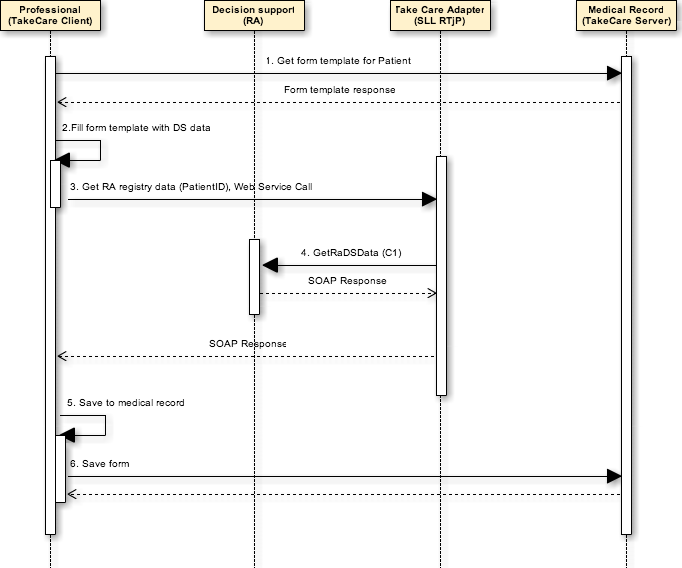 Professional
(TakeCare Client)
Decision support
(RA)
Take Care Adapter
(SLL RTjP)
Medical Record
(TakeCare Server)
1. Get form template for Patient
Form template response
2.Fill form template with DS data
3. Get RA registry data (PatientID), Web Service Call
4. GetRaDSData (C1)
SOAP Response
SOAP Response
5. Save to medical record
6. Save form